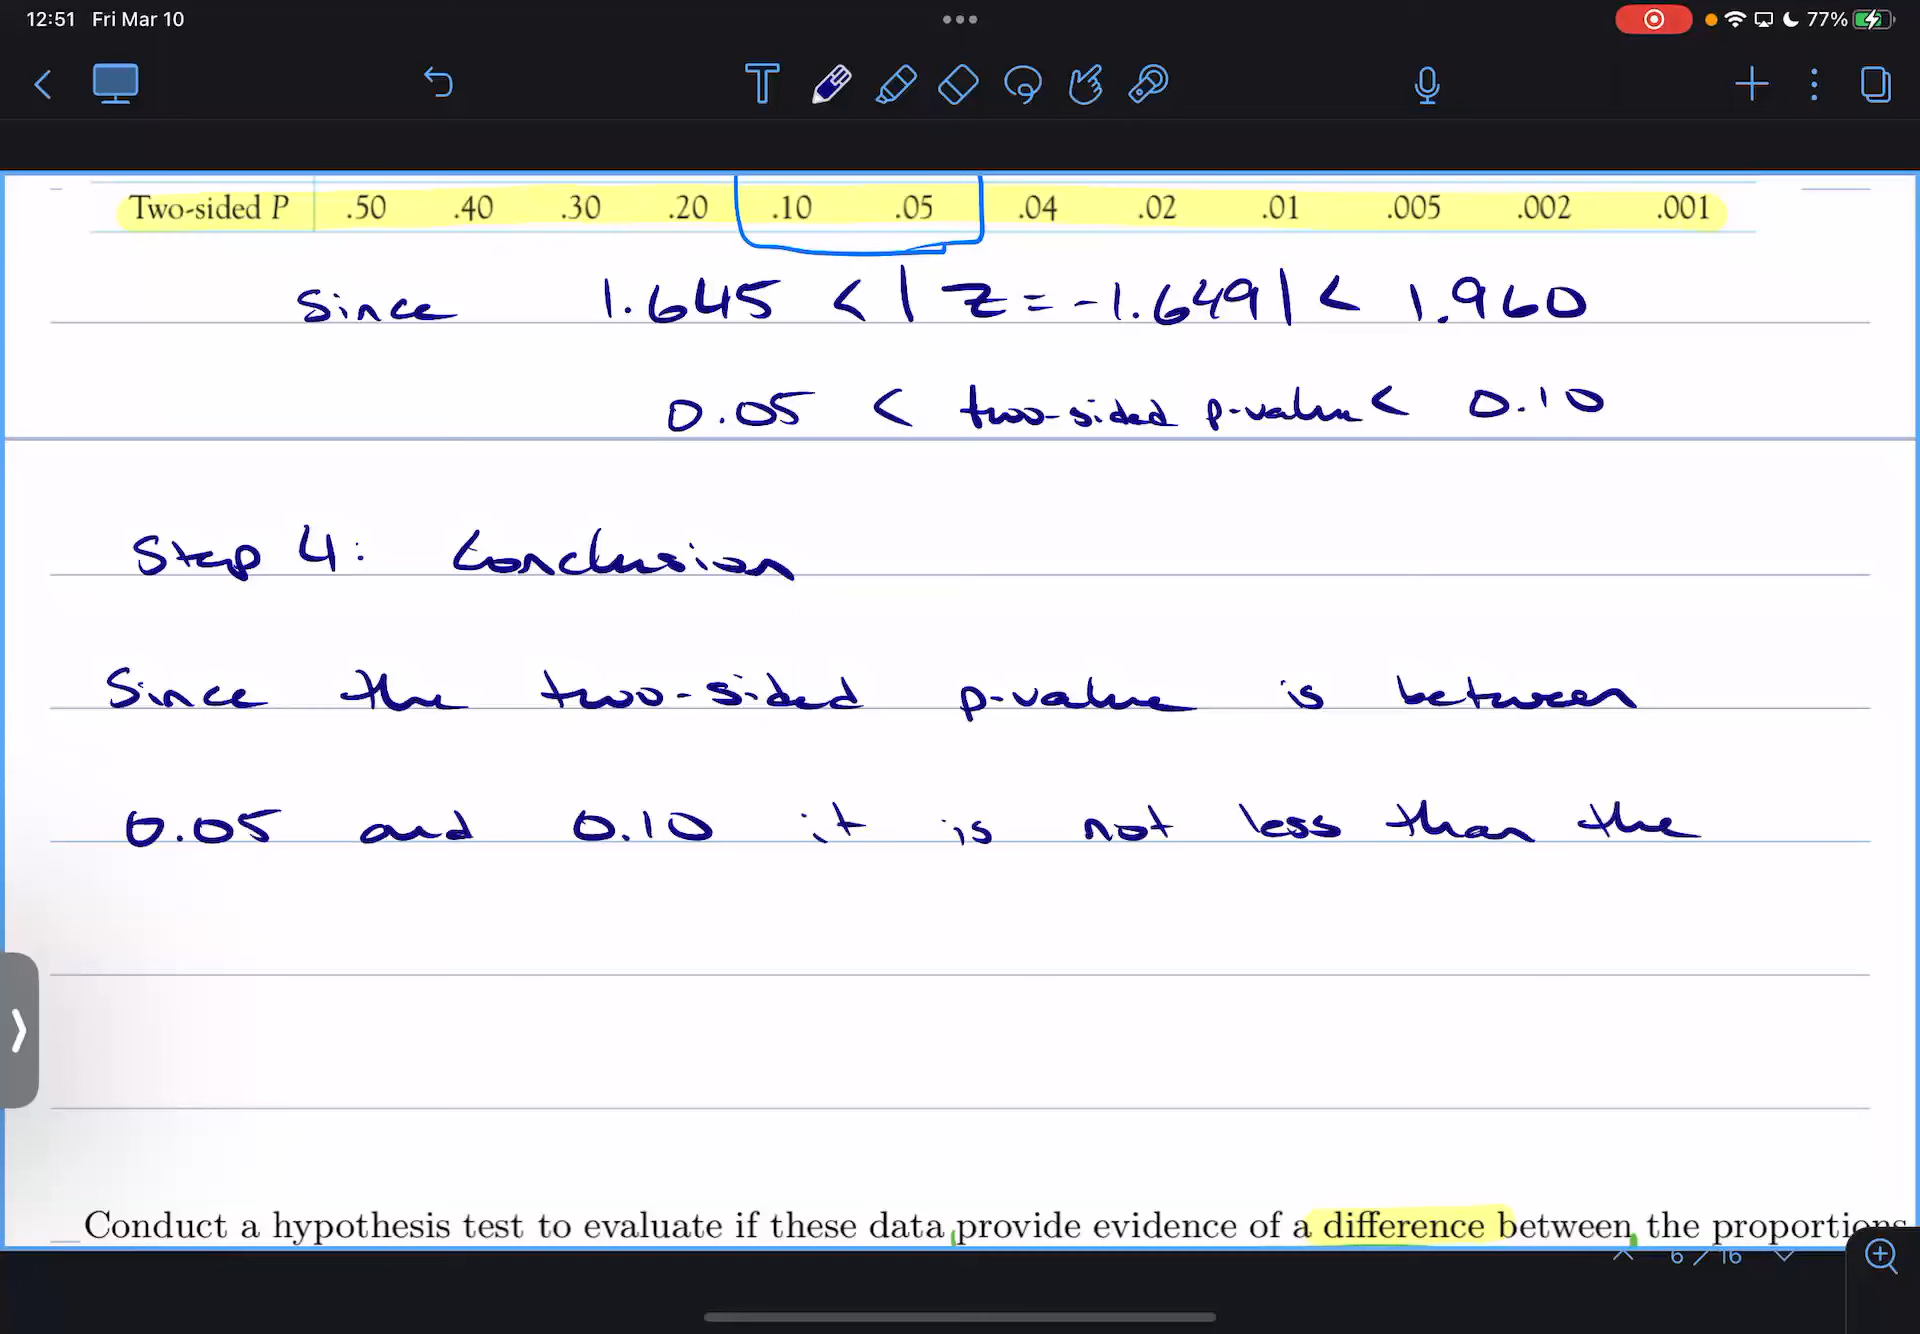 12:51 Fri Mar 10
77%
Two-sided P .50 .40 .30 .20 .10 .05 .04 .02 .01 .005 .002 .001
Since 1.645 < | z = -1.649 | < 1.960
0.05 < two-sided p-value < 0.10
Step 4: Conclusion
Since the two-sided p-value is between
0.05 and 0.10 it is not less than the
Conduct a hypothesis test to evaluate if these data provide evidence of a difference between the proportions
6 / 16